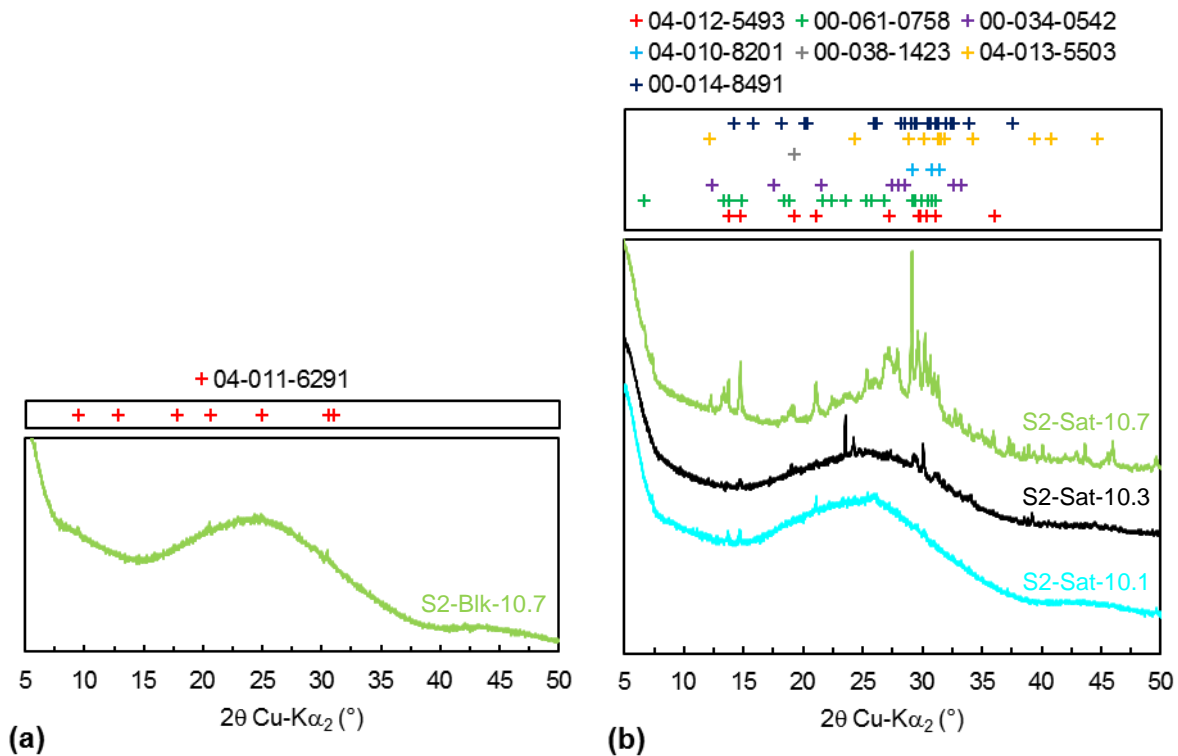 04-011-6291
S2-Blk-10.7
5 10 15 20 25 30 35 40 45 50
2θ Cu-Kα2 (°)
(a)
04-012-5493 00-061-0758 00-034-0542
04-010-8201 00-038-1423 04-013-5503
00-014-8491
S2-Sat-10.7
S2-Sat-10.3
S2-Sat-10.1
5 10 15 20 25 30 35 40 45 50
2θ Cu-Kα2 (°)
(b)